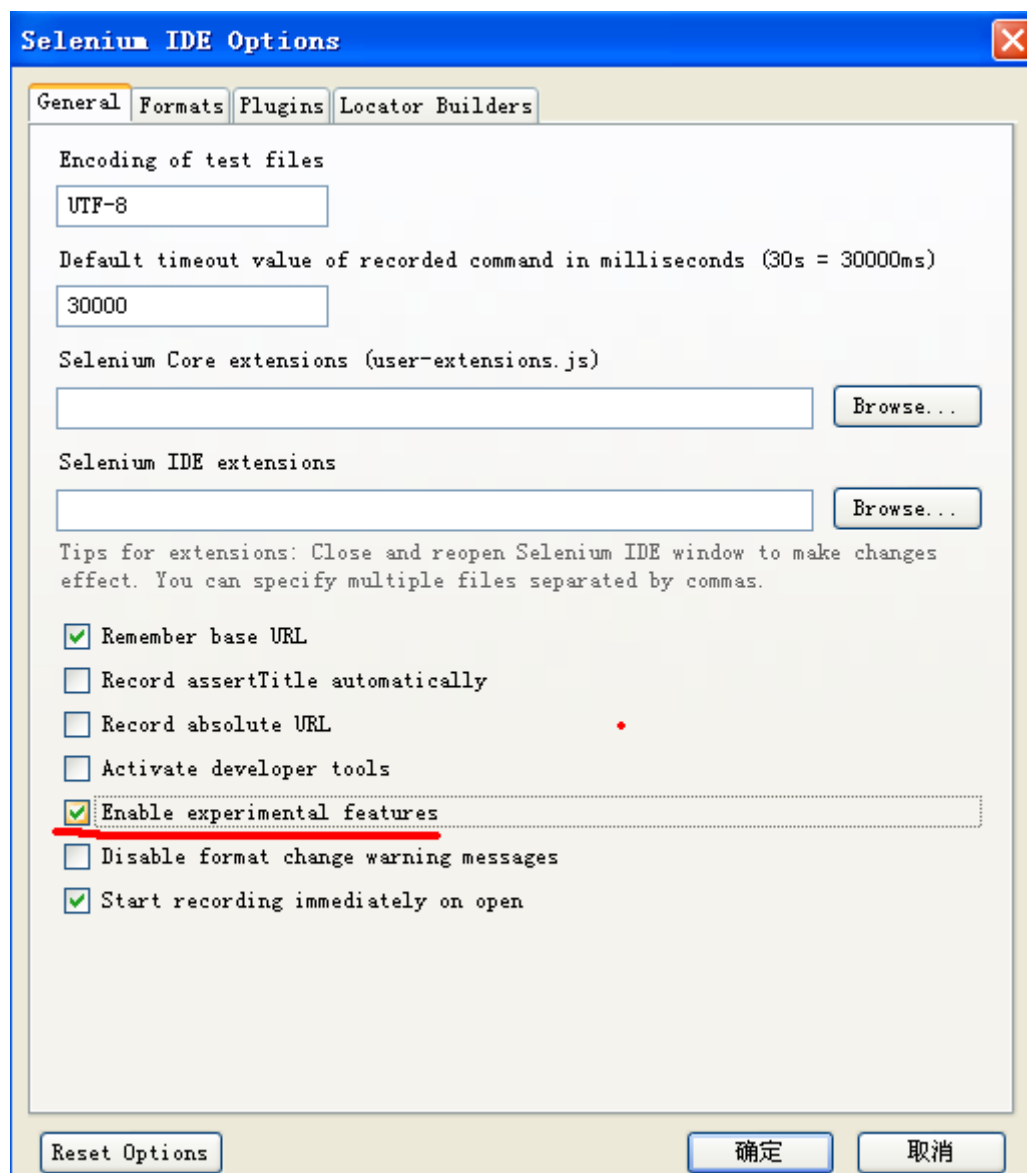 Selenium IDE Options
General Formats Plugins Locator Builders
Encoding of test files
UTF-8
Default timeout value of recorded command in milliseconds (30s = 30000ms)
30000
Selenium Core extensions (user-extensions.js)
Browse...
Selenium IDE extensions
Browse...
Tips for extensions: Close and reopen Selenium IDE window to make changes
effect. You can specify multiple files separated by commas.
Remember base URL
Record assertTitle automatically
Record absolute URL
Activate developer tools
Enable experimental features
Disable format change warning messages
Start recording immediately on open
Reset Options 确定 取消